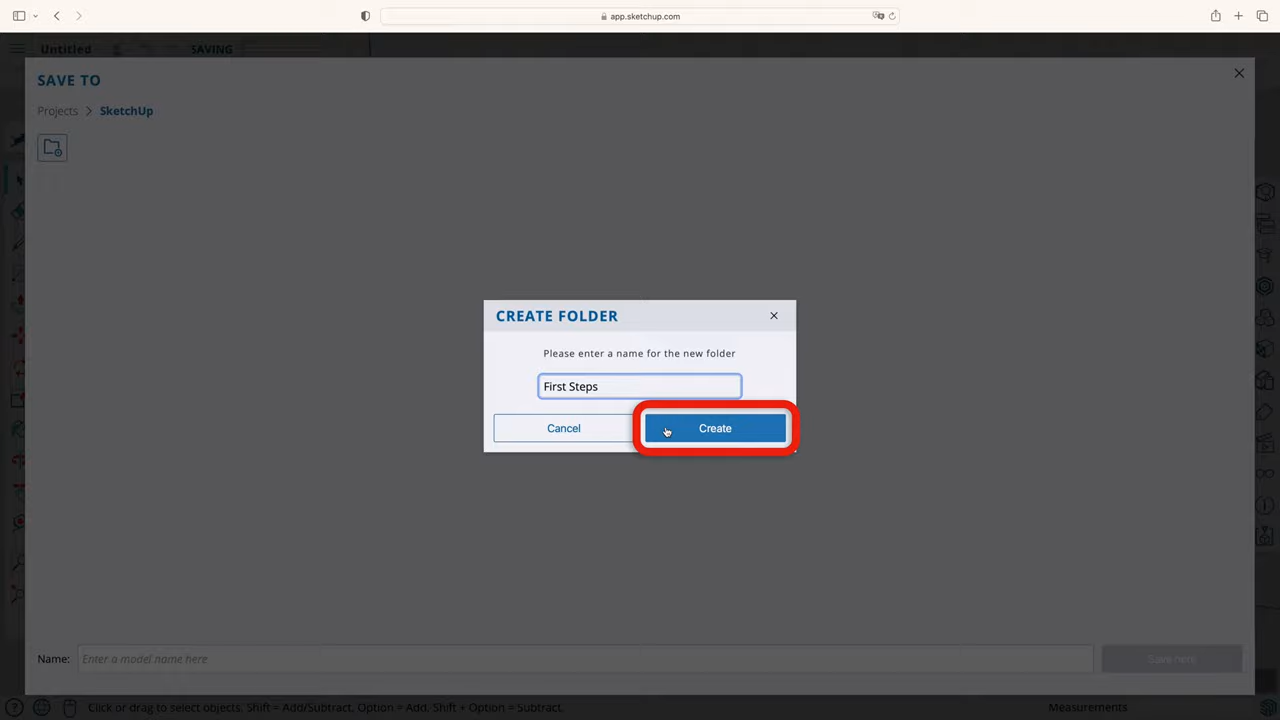 app.sketchup.com
Untitled
SAVING
SAVE TO
Projects > SketchUp
CREATE FOLDER
Please enter a name for the new folder
First Steps
Cancel
Create
Name:
Enter a model name here
Save here
Click or drag to select objects. Shift = Add/Subtract. Option = Add. Shift + Option = Subtract.
Measurements